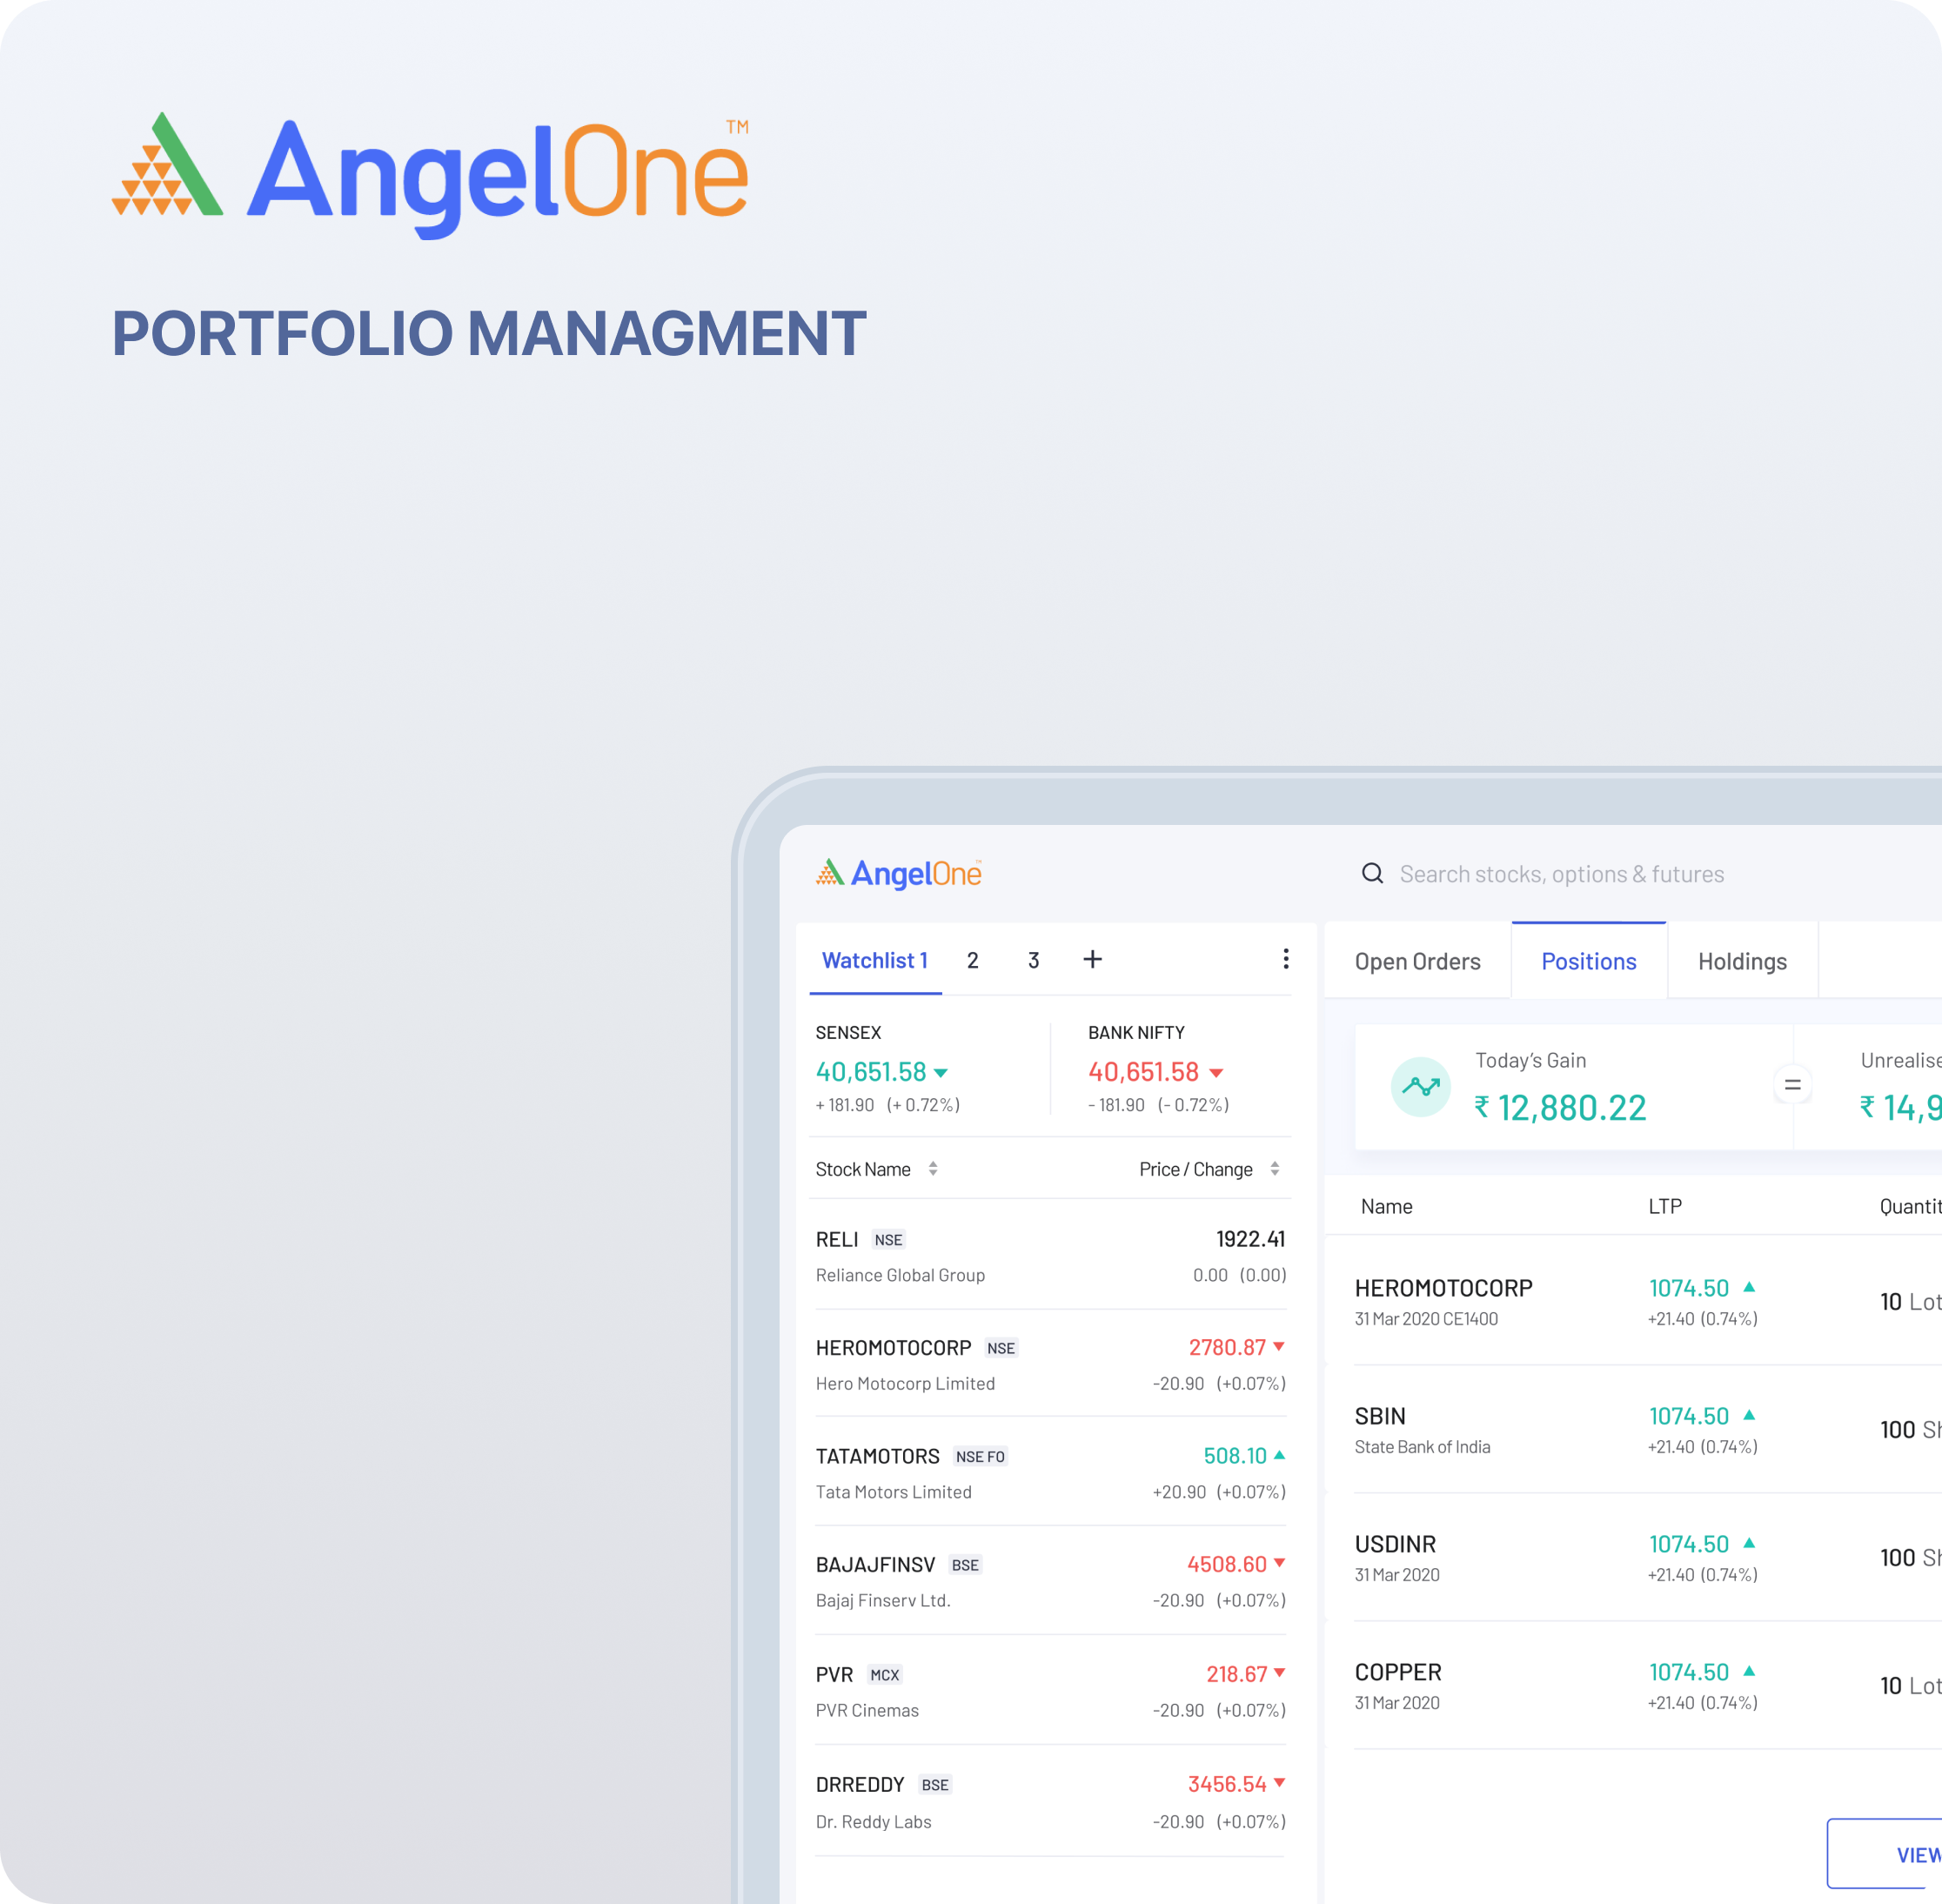 AngelOne™
PORTFOLIO MANAGMENT
AngelOne™
Search stocks, options & futures
Watchlist 1 2 3 +
SENSEX
40,651.58
+ 181.90 (+ 0.72%)
BANK NIFTY
40,651.58
- 181.90 (- 0.72%)
Stock Name Price / Change
RELI NSE 1922.41
Reliance Global Group 0.00 (0.00)
HEROMOTOCORP NSE 2780.87
Hero Motocorp Limited -20.90 (+0.07%)
TATAMOTORS NSE FO 508.10
Tata Motors Limited +20.90 (+0.07%)
BAJAJFINSV BSE 4508.60
Bajaj Finserv Ltd. -20.90 (+0.07%)
PVR MCX 218.67
PVR Cinemas -20.90 (+0.07%)
DRREDDY BSE 3456.54
Dr. Reddy Labs -20.90 (+0.07%)
Open Orders Positions Holdings
Today's Gain
₹ 12,880.22
=
Unrealise
₹ 14,9
Name LTP Quantit
HEROMOTOCORP 1074.50 10 Lot
31 Mar 2020 CE1400 +21.40 (0.74%)
SBIN 1074.50 100 Sh
State Bank of India +21.40 (0.74%)
USDINR 1074.50 100 Sh
31 Mar 2020 +21.40 (0.74%)
COPPER 1074.50 10 Lot
31 Mar 2020 +21.40 (0.74%)
VIEW